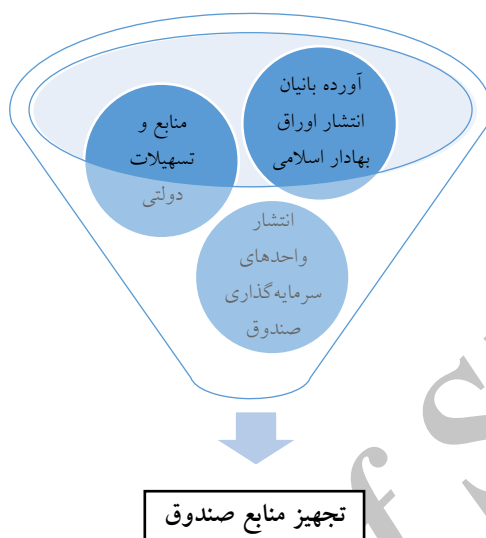 آورده بانیان
انتشار اوراق
بهادار اسلامی
منابع و
تسهیلات
دولتی
انتشار
واحدهای
سرمایه‌گذاری
صندوق
تجهیز منابع صندوق